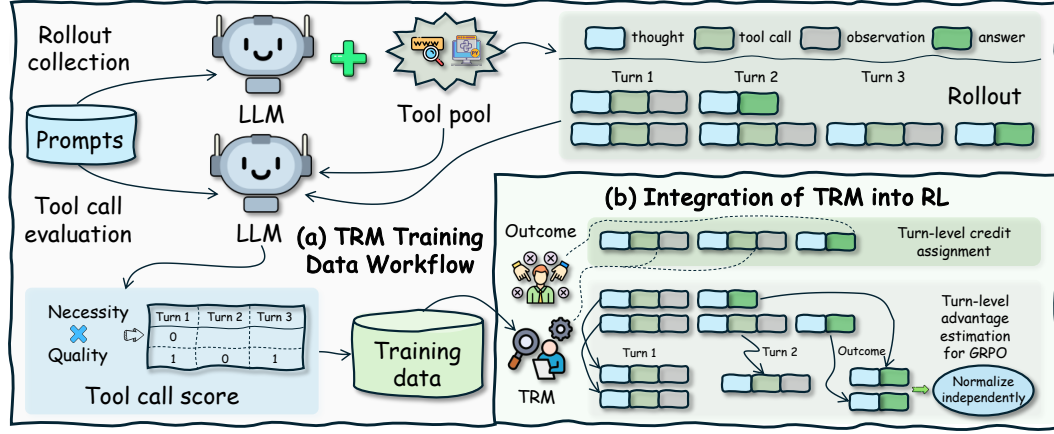 Rollout
collection
LLM
www
Tool pool
Prompts
Tool call
evaluation
LLM
(a) TRM Training
Data Workflow
Necessity
Quality
Turn 1 Turn 2 Turn 3
0
1 0 1
Tool call score
Training
data
thought tool call observation answer
Turn 1 Turn 2 Turn 3
Rollout
(b) Integration of TRM into RL
Outcome
TRM
Turn-level credit
assignment
Turn-level
advantage
estimation
for GRPO
Turn 1 Turn 2 Outcome
Normalize
independently